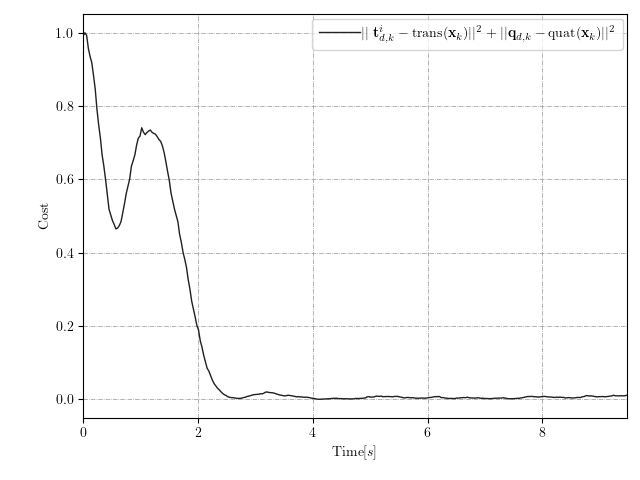 || t^i_{d,k} − trans(x_k)||² + ||q_{d,k} − quat(x_k)||²
1.0
0.8
0.6
0.4
0.2
0.0
Cost
0 2 4 6 8
Time[s]